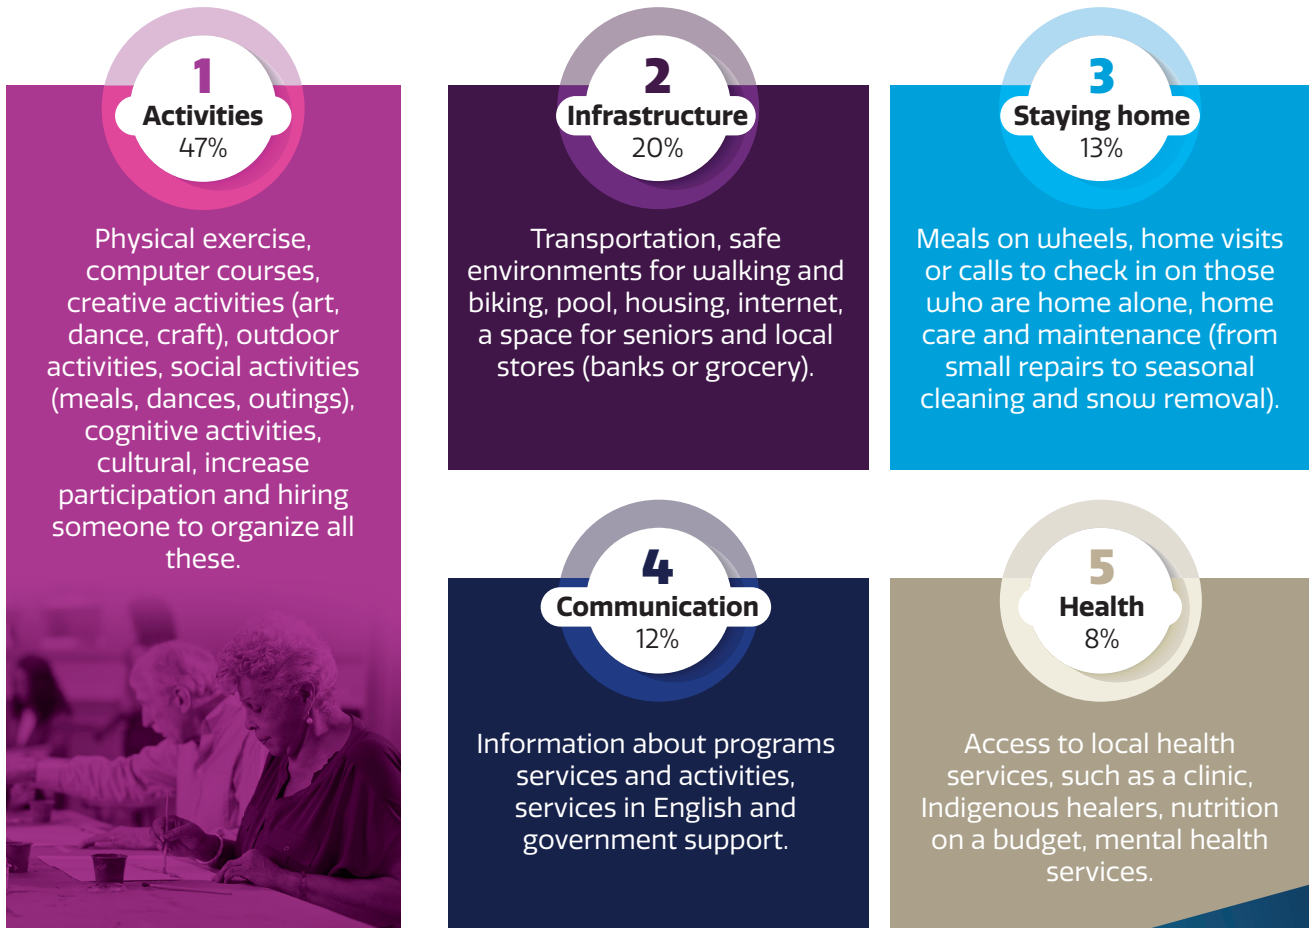 1
Activities
47%
Physical exercise,
computer courses,
creative activities (art,
dance, craft), outdoor
activities, social activities
(meals, dances, outings),
cognitive activities,
cultural, increase
participation and hiring
someone to organize all
these.
2
Infrastructure
20%
Transportation, safe
environments for walking and
biking, pool, housing, internet,
a space for seniors and local
stores (banks or grocery).
3
Staying home
13%
Meals on wheels, home visits
or calls to check in on those
who are home alone, home
care and maintenance (from
small repairs to seasonal
cleaning and snow removal).
4
Communication
12%
Information about programs
services and activities,
services in English and
government support.
5
Health
8%
Access to local health
services, such as a clinic,
Indigenous healers, nutrition
on a budget, mental health
services.